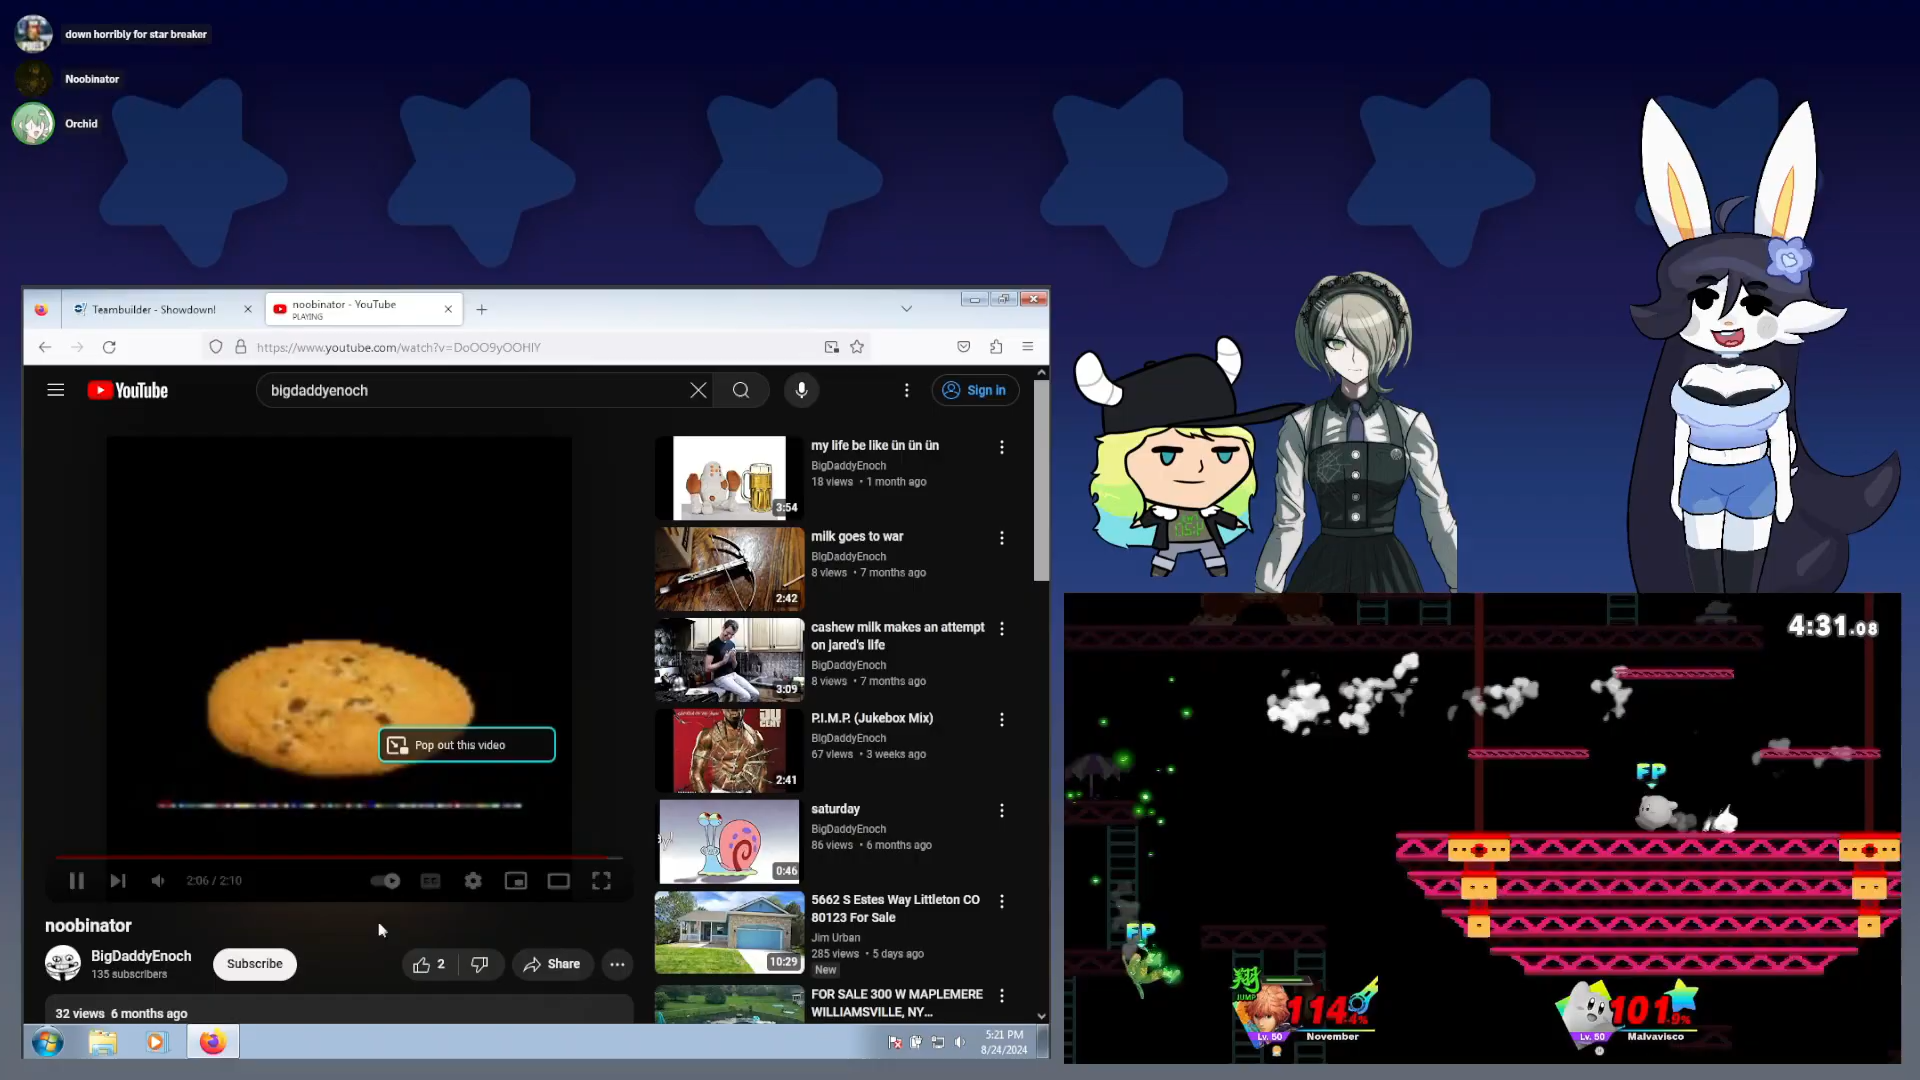 down horribly for star breaker
Noobinator
Orchid
Teambuilder - Showdown!
noobinator - YouTube
PLAYING
https://www.youtube.com/watch?v=DoOO9yOOHIY
YouTube
bigdaddyenoch
Sign in
Pop out this video
2:06 / 2:10
noobinator
BigDaddyEnoch
135 subscribers
Subscribe
2
Share
32 views 6 months ago
my life be like ün ün ün
BigDaddyEnoch
18 views • 1 month ago
3:54
milk goes to war
BigDaddyEnoch
8 views • 7 months ago
2:42
cashew milk makes an attempt
on jared's life
BigDaddyEnoch
8 views • 7 months ago
3:09
P.I.M.P. (Jukebox Mix)
BigDaddyEnoch
67 views • 3 weeks ago
2:41
saturday
BigDaddyEnoch
86 views • 6 months ago
0:46
5662 S Estes Way Littleton CO
80123 For Sale
Jim Urban
285 views • 5 days ago
New
10:29
FOR SALE 300 W MAPLEMERE
WILLIAMSVILLE, NY...
5:21 PM
8/24/2024
4:31.08
FP
FP
翔
JUMP
114.4%
Lv. 50
November
101.9%
Lv. 50
Malvavisco